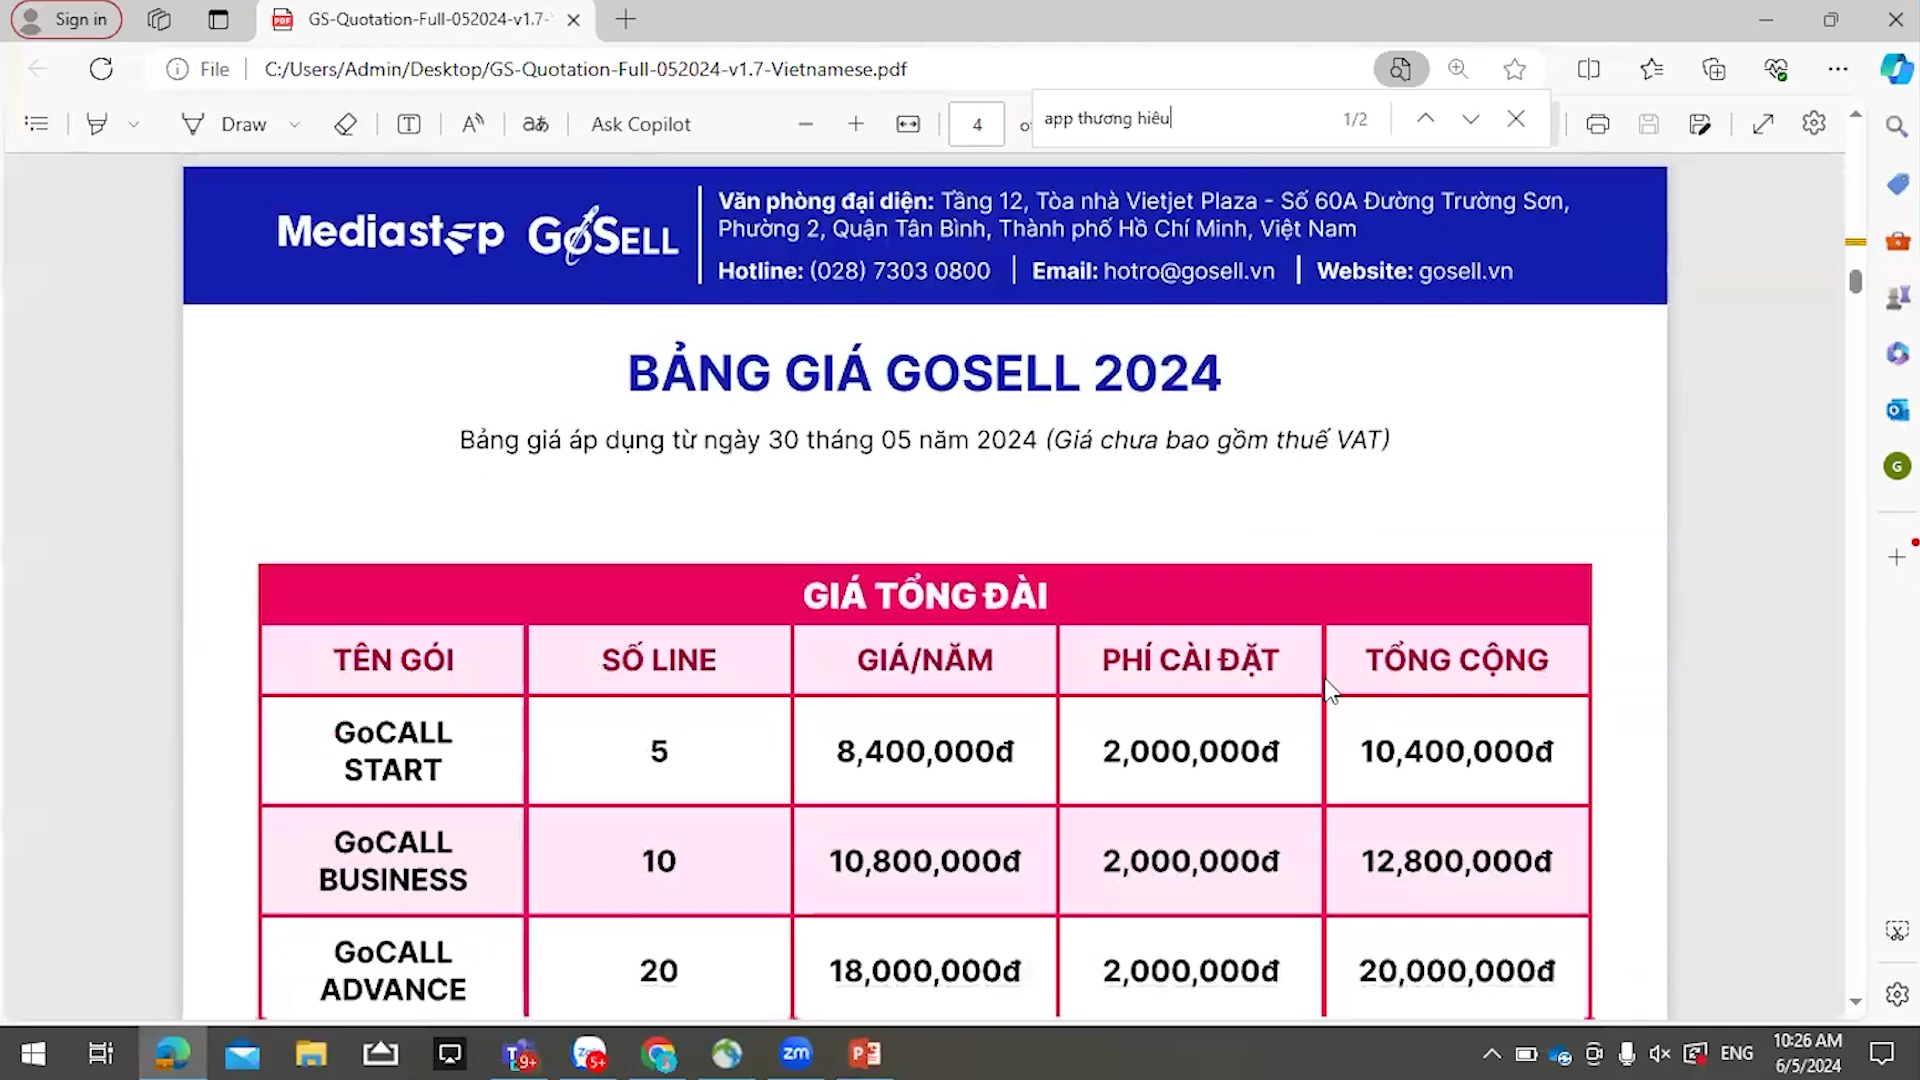 Sign in
GS-Quotation-Full-052024-v1.7-
File
C:/Users/Admin/Desktop/GS-Quotation-Full-052024-v1.7-Vietnamese.pdf
Draw
Ask Copilot
4
app thương hiêu
1/2
Mediastep GoSELL
Văn phòng đại diện: Tầng 12, Tòa nhà Vietjet Plaza - Số 60A Đường Trường Sơn,
Phường 2, Quận Tân Bình, Thành phố Hồ Chí Minh, Việt Nam
Hotline: (028) 7303 0800 | Email: hotro@gosell.vn | Website: gosell.vn
BẢNG GIÁ GOSELL 2024
Bảng giá áp dụng từ ngày 30 tháng 05 năm 2024 (Giá chưa bao gồm thuế VAT)
GIÁ TỔNG ĐÀI
TÊN GÓI SỐ LINE GIÁ/NĂM PHÍ CÀI ĐẶT TỔNG CỘNG
GoCALL
START
5 8,400,000đ 2,000,000đ 10,400,000đ
GoCALL
BUSINESS
10 10,800,000đ 2,000,000đ 12,800,000đ
GoCALL
ADVANCE
20 18,000,000đ 2,000,000đ 20,000,000đ
G
9+
5+
zm
ENG
10:26 AM
6/5/2024